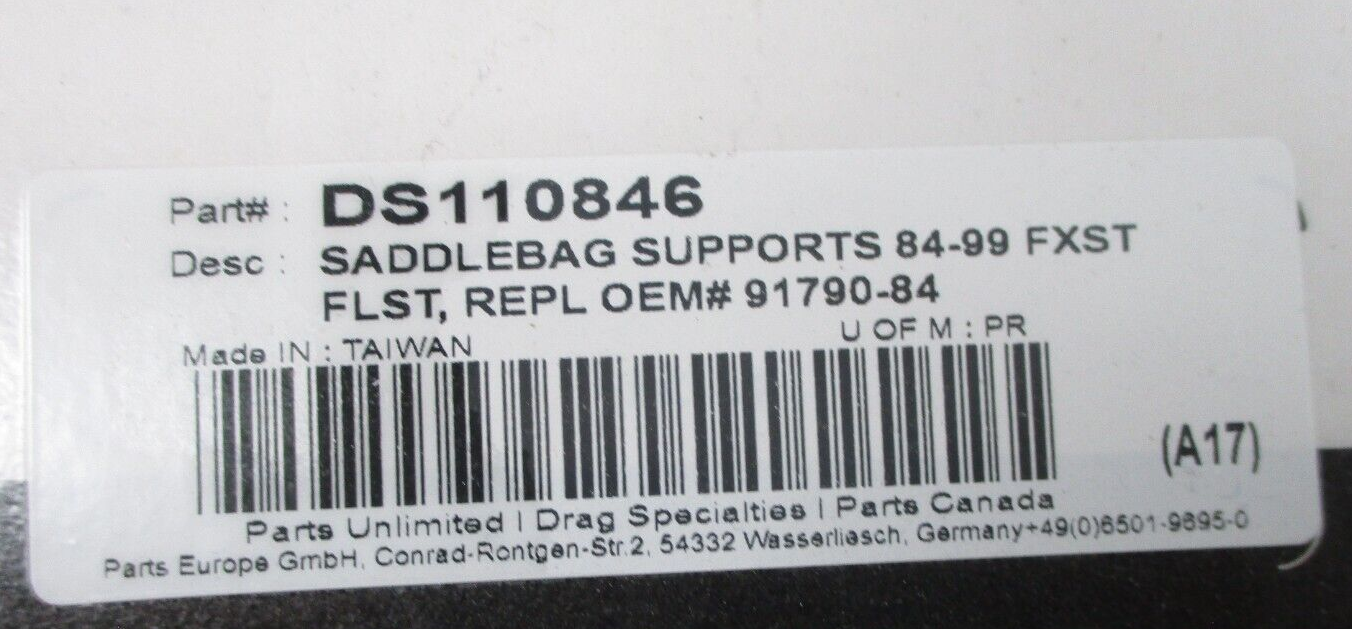 Part# : DS110846
Desc : SADDLEBAG SUPPORTS 84-99 FXST
FLST, REPL OEM# 91790-84
Made IN : TAIWAN U OF M : PR
(A17)
Parts Unlimited | Drag Specialties | Parts Canada
Parts Europe GmbH, Conrad-Rontgen-Str.2, 54332 Wasserliesch, Germany+49(0)6501-9695-0